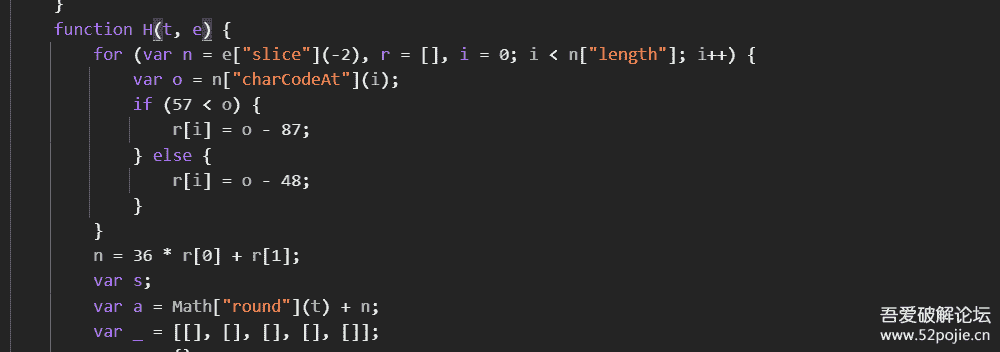 }
function H(t, e) {
for (var n = e["slice"](-2), r = [], i = 0; i < n["length"]; i++) {
var o = n["charCodeAt"](i);
if (57 < o) {
r[i] = o - 87;
} else {
r[i] = o - 48;
}
}
n = 36 * r[0] + r[1];
var s;
var a = Math["round"](t) + n;
var _ = [[], [], [], [], []];
吾爱破解论坛
www.52pojie.cn